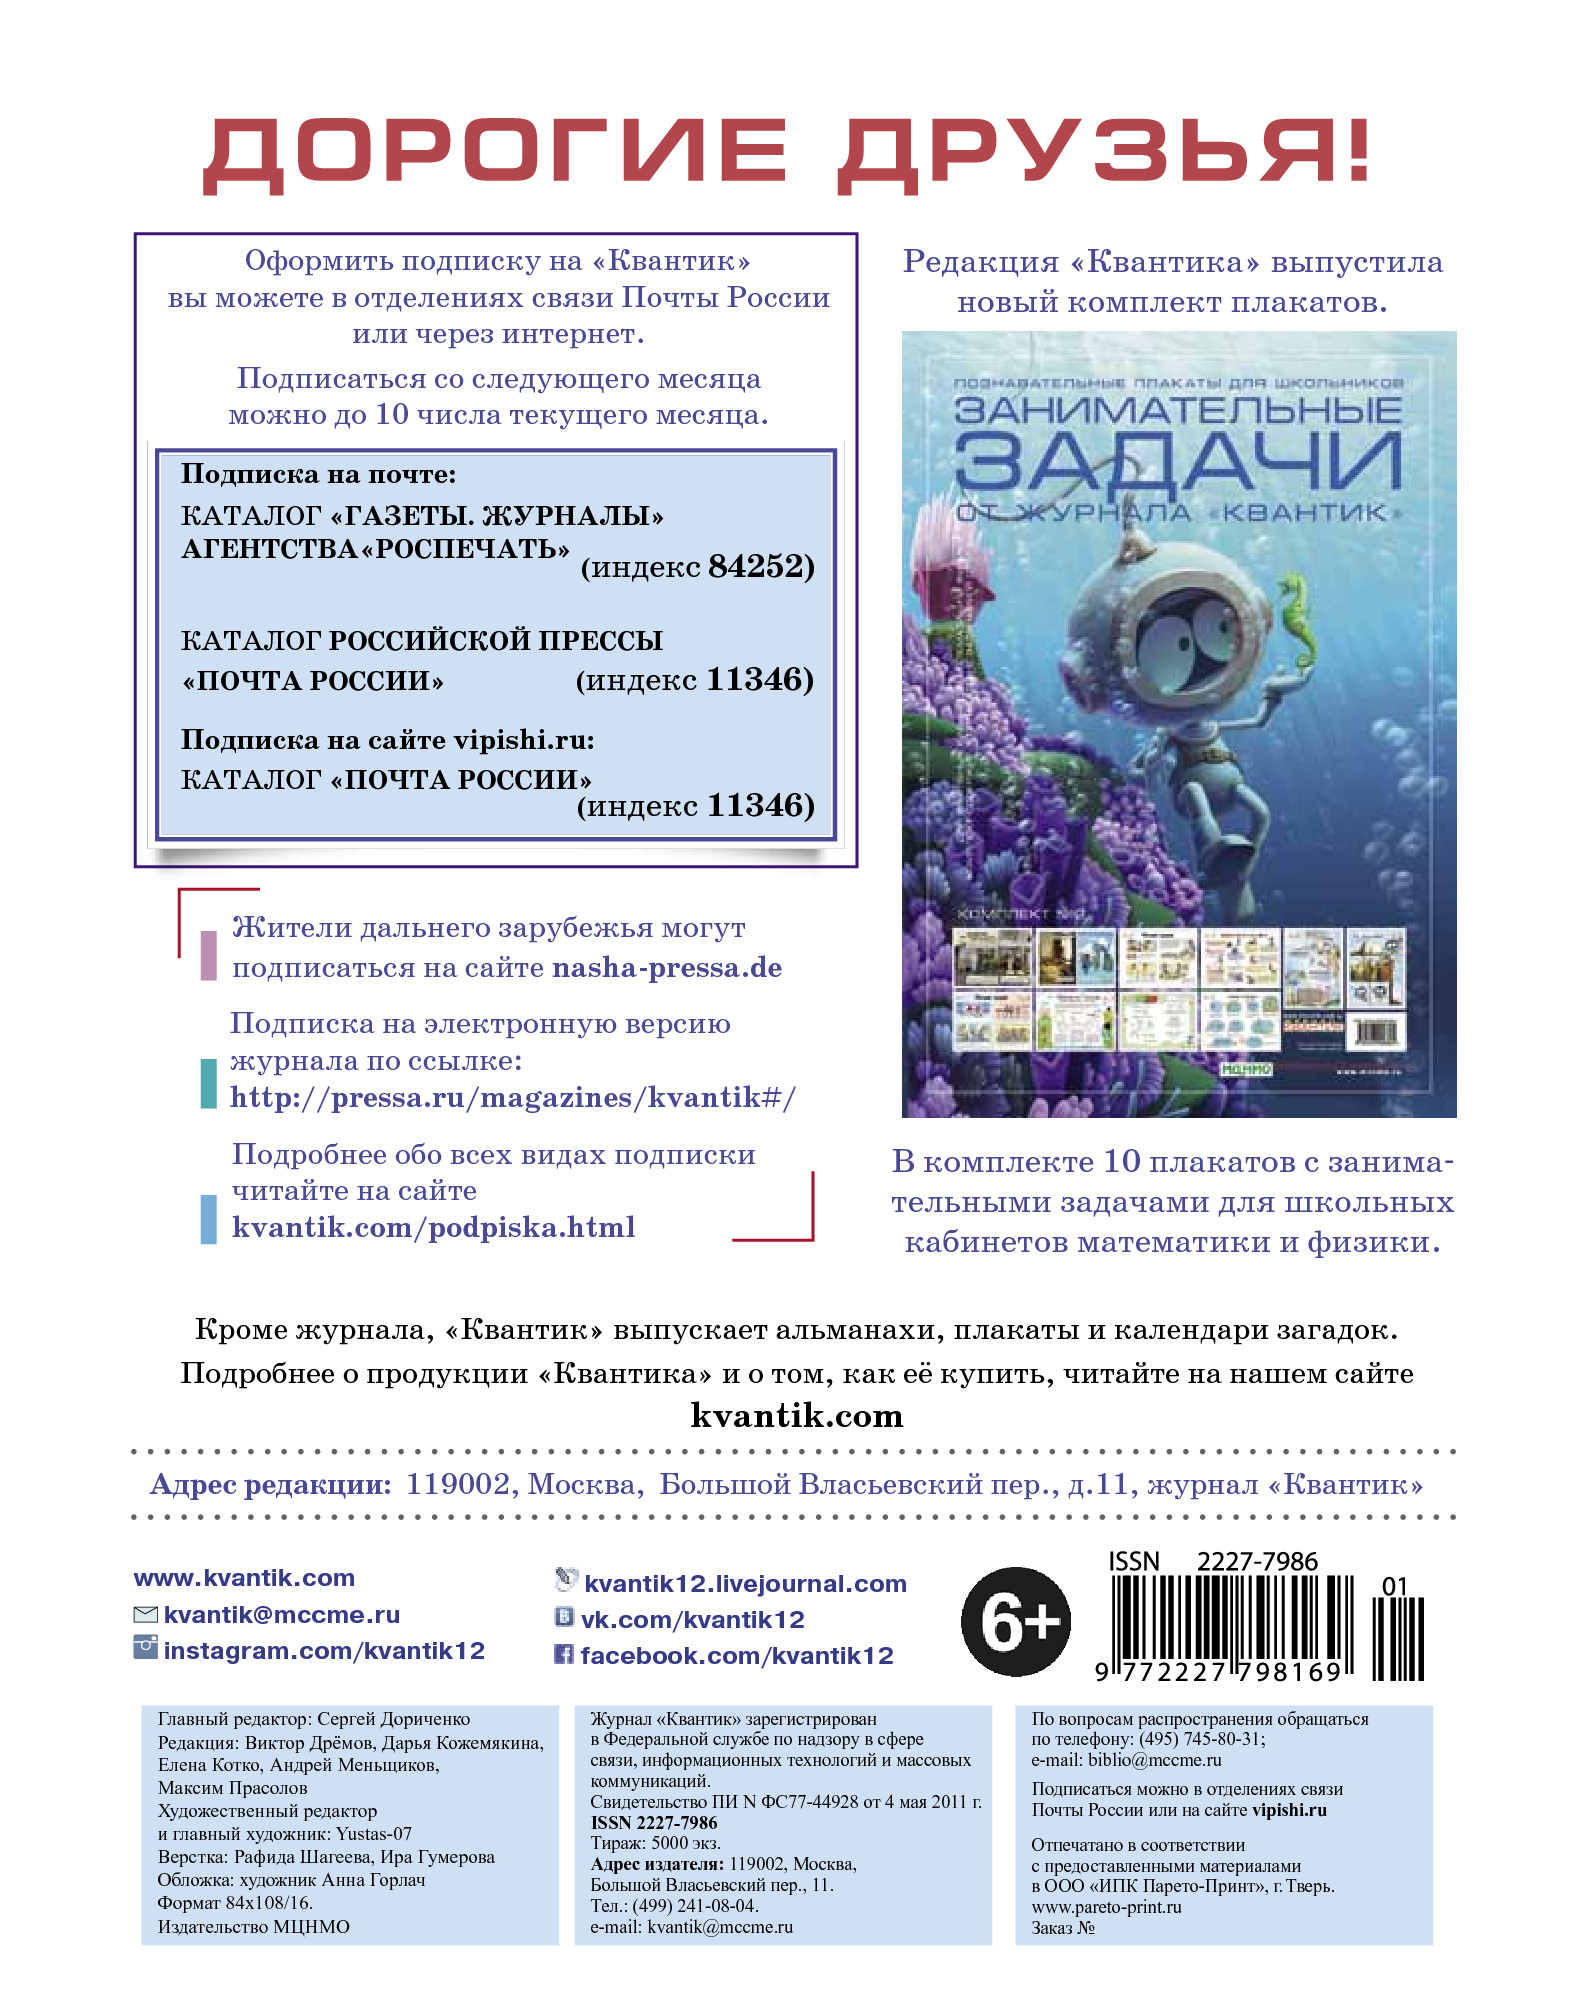 ДОРОГИЕ ДРУЗЬЯ!
Оформить подписку на «Квантик»
вы можете в отделениях связи Почты России
или через интернет.
Подписаться со следующего месяца
можно до 10 числа текущего месяца.
Подписка на почте:
КАТАЛОГ «ГАЗЕТЫ. ЖУРНАЛЫ»
АГЕНТСТВА«РОСПЕЧАТЬ»
(индекс 84252)
КАТАЛОГ РОССИЙСКОЙ ПРЕССЫ
«ПОЧТА РОССИИ» (индекс 11346)
Подписка на сайте vipishi.ru:
КАТАЛОГ «ПОЧТА РОССИИ»
(индекс 11346)
Жители дальнего зарубежья могут
подписаться на сайте nasha-pressa.de
Подписка на электронную версию
журнала по ссылке:
http://pressa.ru/magazines/kvantik#/
Подробнее обо всех видах подписки
читайте на сайте
kvantik.com/podpiska.html
Редакция «Квантика» выпустила
новый комплект плакатов.
ПОЗНАВАТЕЛЬНЫЕ ПЛАКАТЫ ДЛЯ ШКОЛЬНИКОВ
ЗАНИМАТЕЛЬНЫЕ
ЗАДАЧИ
ОТ ЖУРНАЛА «КВАНТИК»
КОМПЛЕКТ
МЦНМО
www.mccme.ru
В комплекте 10 плакатов с занима-
тельными задачами для школьных
кабинетов математики и физики.
Кроме журнала, «Квантик» выпускает альманахи, плакаты и календари загадок.
Подробнее о продукции «Квантика» и о том, как её купить, читайте на нашем сайте
kvantik.com
Адрес редакции: 119002, Москва, Большой Власьевский пер., д.11, журнал «Квантик»
www.kvantik.com
kvantik@mccme.ru
instagram.com/kvantik12
kvantik12.livejournal.com
vk.com/kvantik12
facebook.com/kvantik12
6+
ISSN 2227-7986
01
9 772227 798169
Главный редактор: Сергей Дориченко
Редакция: Виктор Дрёмов, Дарья Кожемякина,
Елена Котко, Андрей Меньщиков,
Максим Прасолов
Художественный редактор
и главный художник: Yustas-07
Верстка: Рафида Шагеева, Ира Гумерова
Обложка: художник Анна Горлач
Формат 84х108/16.
Издательство МЦНМО
Журнал «Квантик» зарегистрирован
в Федеральной службе по надзору в сфере
связи, информационных технологий и массовых
коммуникаций.
Свидетельство ПИ N ФС77-44928 от 4 мая 2011 г.
ISSN 2227-7986
Тираж: 5000 экз.
Адрес издателя: 119002, Москва,
Большой Власьевский пер., 11.
Тел.: (499) 241-08-04.
e-mail: kvantik@mccme.ru
По вопросам распространения обращаться
по телефону: (495) 745-80-31;
e-mail: biblio@mccme.ru
Подписаться можно в отделениях связи
Почты России или на сайте vipishi.ru
Отпечатано в соответствии
с предоставленными материалами
в ООО «ИПК Парето-Принт», г. Тверь.
www.pareto-print.ru
Заказ №